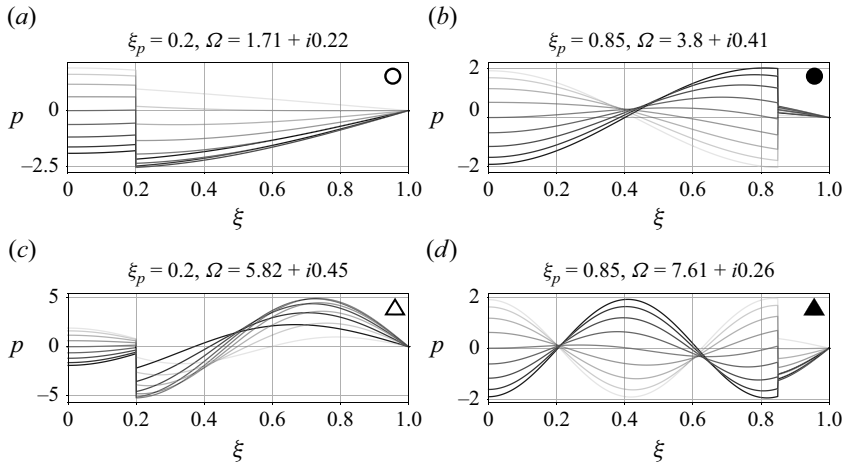 (a)
ξp = 0.2, Ω = 1.71 + i0.22
p
0
−2.5
0 0.2 0.4 0.6 0.8 1.0
ξ
(b)
ξp = 0.85, Ω = 3.8 + i0.41
2
p
0
−2
0 0.2 0.4 0.6 0.8 1.0
ξ
(c)
ξp = 0.2, Ω = 5.82 + i0.45
5
p
0
−5
0 0.2 0.4 0.6 0.8 1.0
ξ
(d)
ξp = 0.85, Ω = 7.61 + i0.26
2
p
0
−2
0 0.2 0.4 0.6 0.8 1.0
ξ